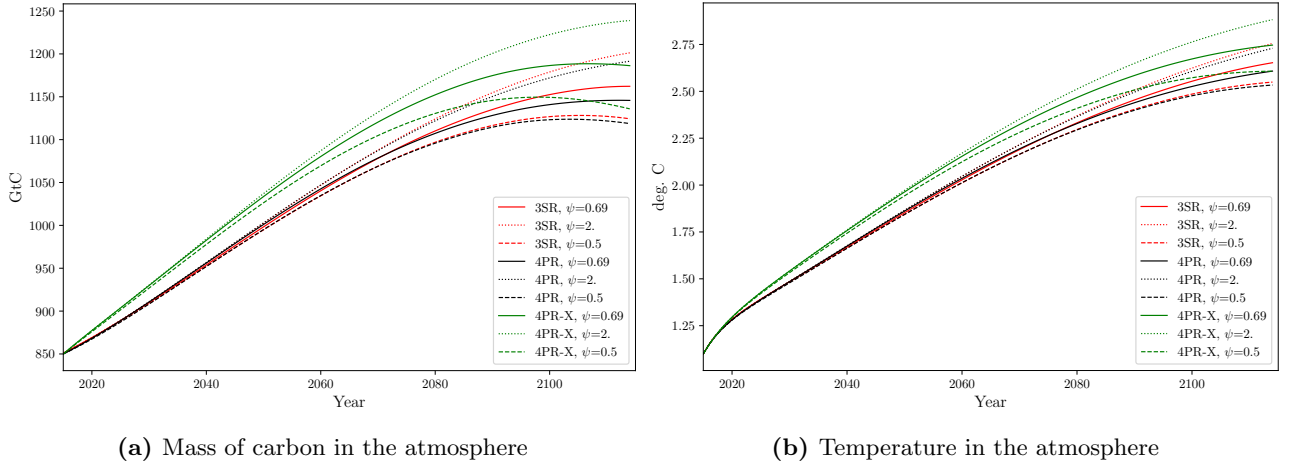 1250
1200
1150
1100
1050
1000
950
900
850
GtC
2020 2040 2060 2080 2100
Year
3SR, ψ=0.69
3SR, ψ=2.
3SR, ψ=0.5
4PR, ψ=0.69
4PR, ψ=2.
4PR, ψ=0.5
4PR-X, ψ=0.69
4PR-X, ψ=2.
4PR-X, ψ=0.5
(a) Mass of carbon in the atmosphere
2.75
2.50
2.25
2.00
1.75
1.50
1.25
deg. C
2020 2040 2060 2080 2100
Year
3SR, ψ=0.69
3SR, ψ=2.
3SR, ψ=0.5
4PR, ψ=0.69
4PR, ψ=2.
4PR, ψ=0.5
4PR-X, ψ=0.69
4PR-X, ψ=2.
4PR-X, ψ=0.5
(b) Temperature in the atmosphere